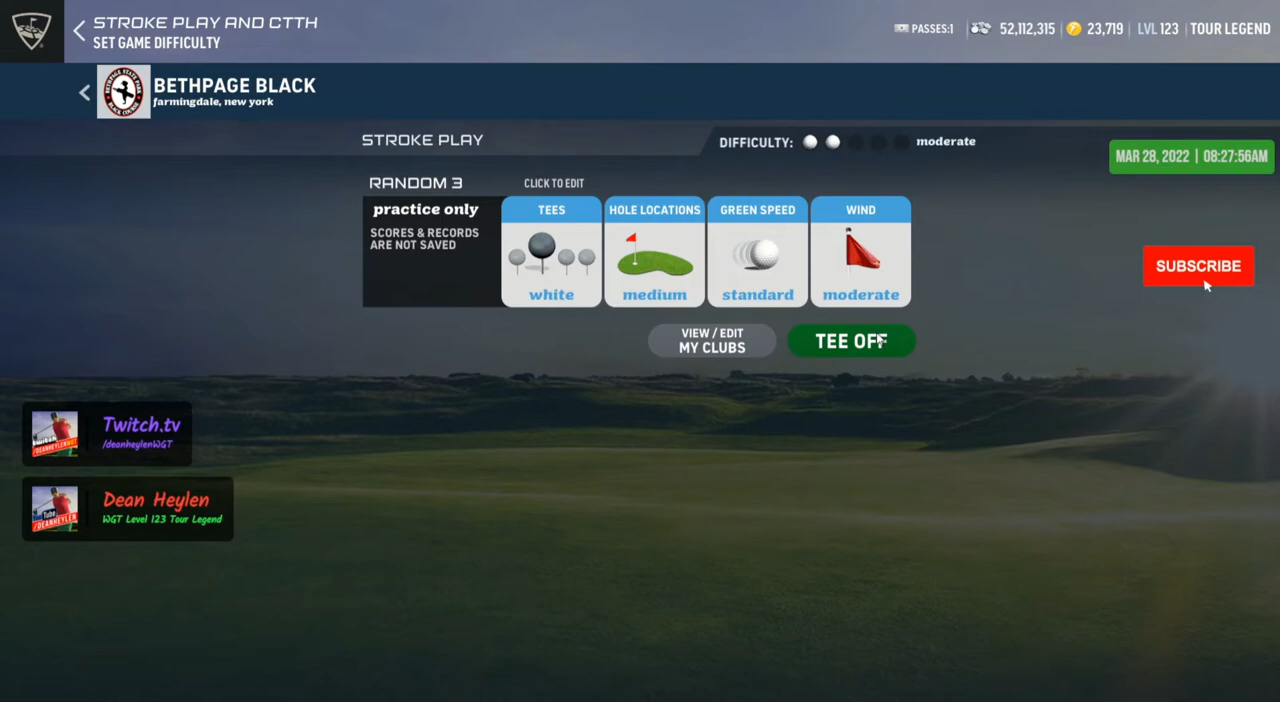 STROKE PLAY AND CTTH
SET GAME DIFFICULTY
PASSES:1
52,112,315
23,719
LVL 123
TOUR LEGEND
BETHPAGE BLACK
farmingdale, new york
STROKE PLAY
DIFFICULTY:
moderate
MAR 28, 2022 | 08:27:56AM
RANDOM 3
CLICK TO EDIT
practice only
SCORES & RECORDS
ARE NOT SAVED
TEES
white
HOLE LOCATIONS
medium
GREEN SPEED
standard
WIND
moderate
SUBSCRIBE
VIEW / EDIT
MY CLUBS
TEE OFF
Twitch.tv
/deanheylenWGT
Dean Heylen
WGT Level 123 Tour Legend